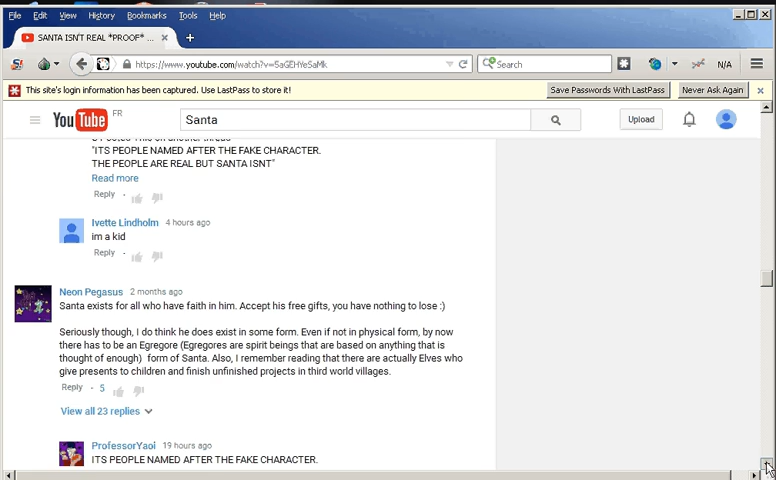 File Edit View History Bookmarks Tools Help
SANTA ISN'T REAL *PROOF* ...
https://www.youtube.com/watch?v=5aGEHYeSaMk
Search
N/A
This site's login information has been captured. Use LastPass to store it!
Save Passwords With LastPass
Never Ask Again
YouTube FR
Santa
Upload
"ITS PEOPLE NAMED AFTER THE FAKE CHARACTER.
THE PEOPLE ARE REAL BUT SANTA ISNT"
Read more
Reply
Ivette Lindholm 4 hours ago
im a kid
Reply
Neon Pegasus 2 months ago
Santa exists for all who have faith in him. Accept his free gifts, you have nothing to lose :)
Seriously though, I do think he does exist in some form. Even if not in physical form, by now
there has to be an Egregore (Egregores are spirit beings that are based on anything that is
thought of enough) form of Santa. Also, I remember reading that there are actually Elves who
give presents to children and finish unfinished projects in third world villages.
Reply · 5
View all 23 replies
ProfessorYaoi 19 hours ago
ITS PEOPLE NAMED AFTER THE FAKE CHARACTER.